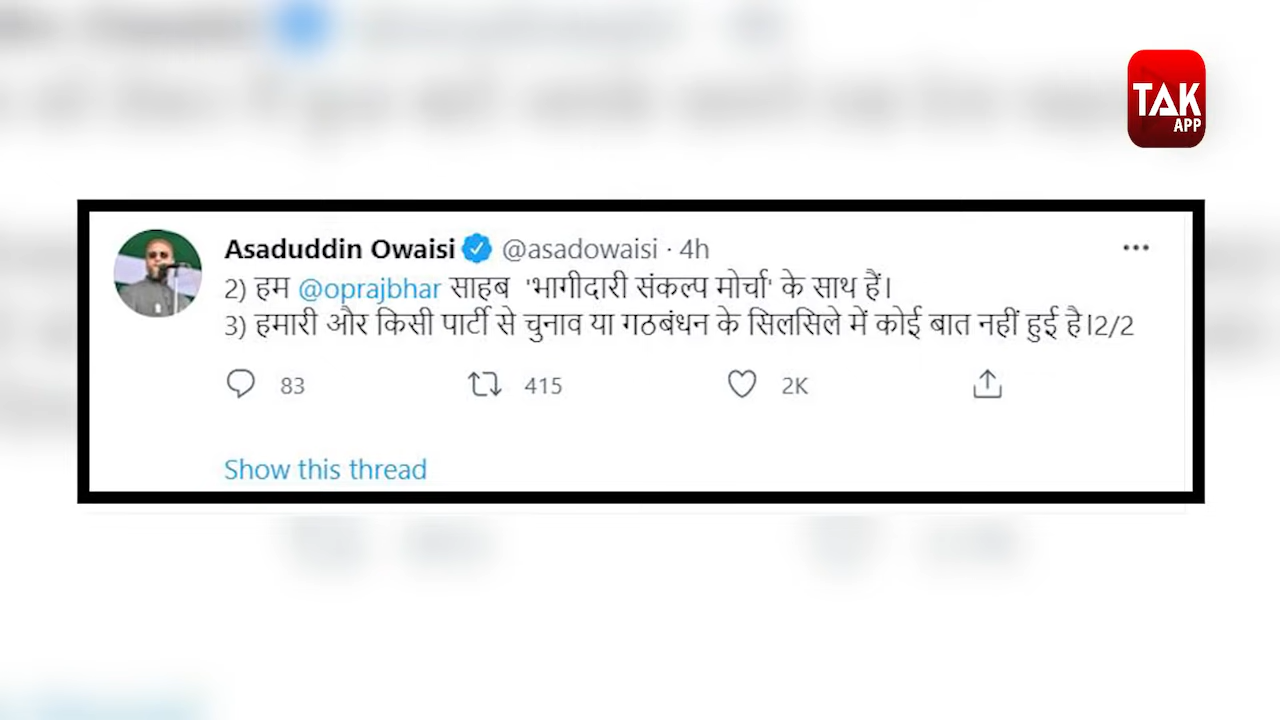 TAK
APP
Asaduddin Owaisi @asadowaisi · 4h
2) हम @oprajbhar साहब 'भागीदारी संकल्प मोर्चा' के साथ हैं।
3) हमारी और किसी पार्टी से चुनाव या गठबंधन के सिलसिले में कोई बात नहीं हुई है।2/2
83 415 2K
Show this thread